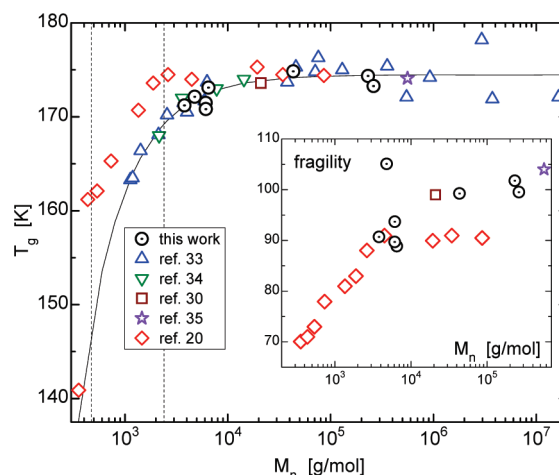 180
170
160
150
140
T_g [K]
this work
ref. 33
ref. 34
ref. 30
ref. 35
ref. 20
110
100
90
80
70
fragility
M_n [g/mol]
10^3 10^4 10^5
10^3 10^4 10^5 10^6 10^7
M_n [g/mol]